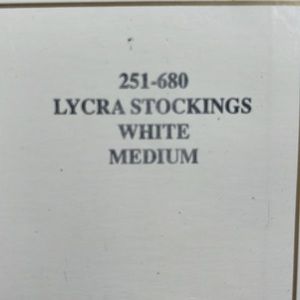 251-680
LYCRA STOCKINGS
WHITE
MEDIUM